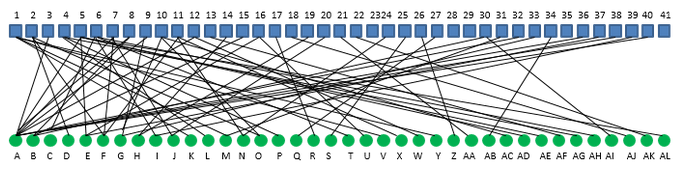 1 2 3 4 5 6 7 8 9 10 11 12 13 14 15 16 17 18 19 20 21 22 23 24 25 26 27 28 29 30 31 32 33 34 35 36 37 38 39 40 41
A B C D E F G H I J K L M N O P Q R S T U V X W Y Z AA AB AC AD AE AF AG AH AI AJ AK AL